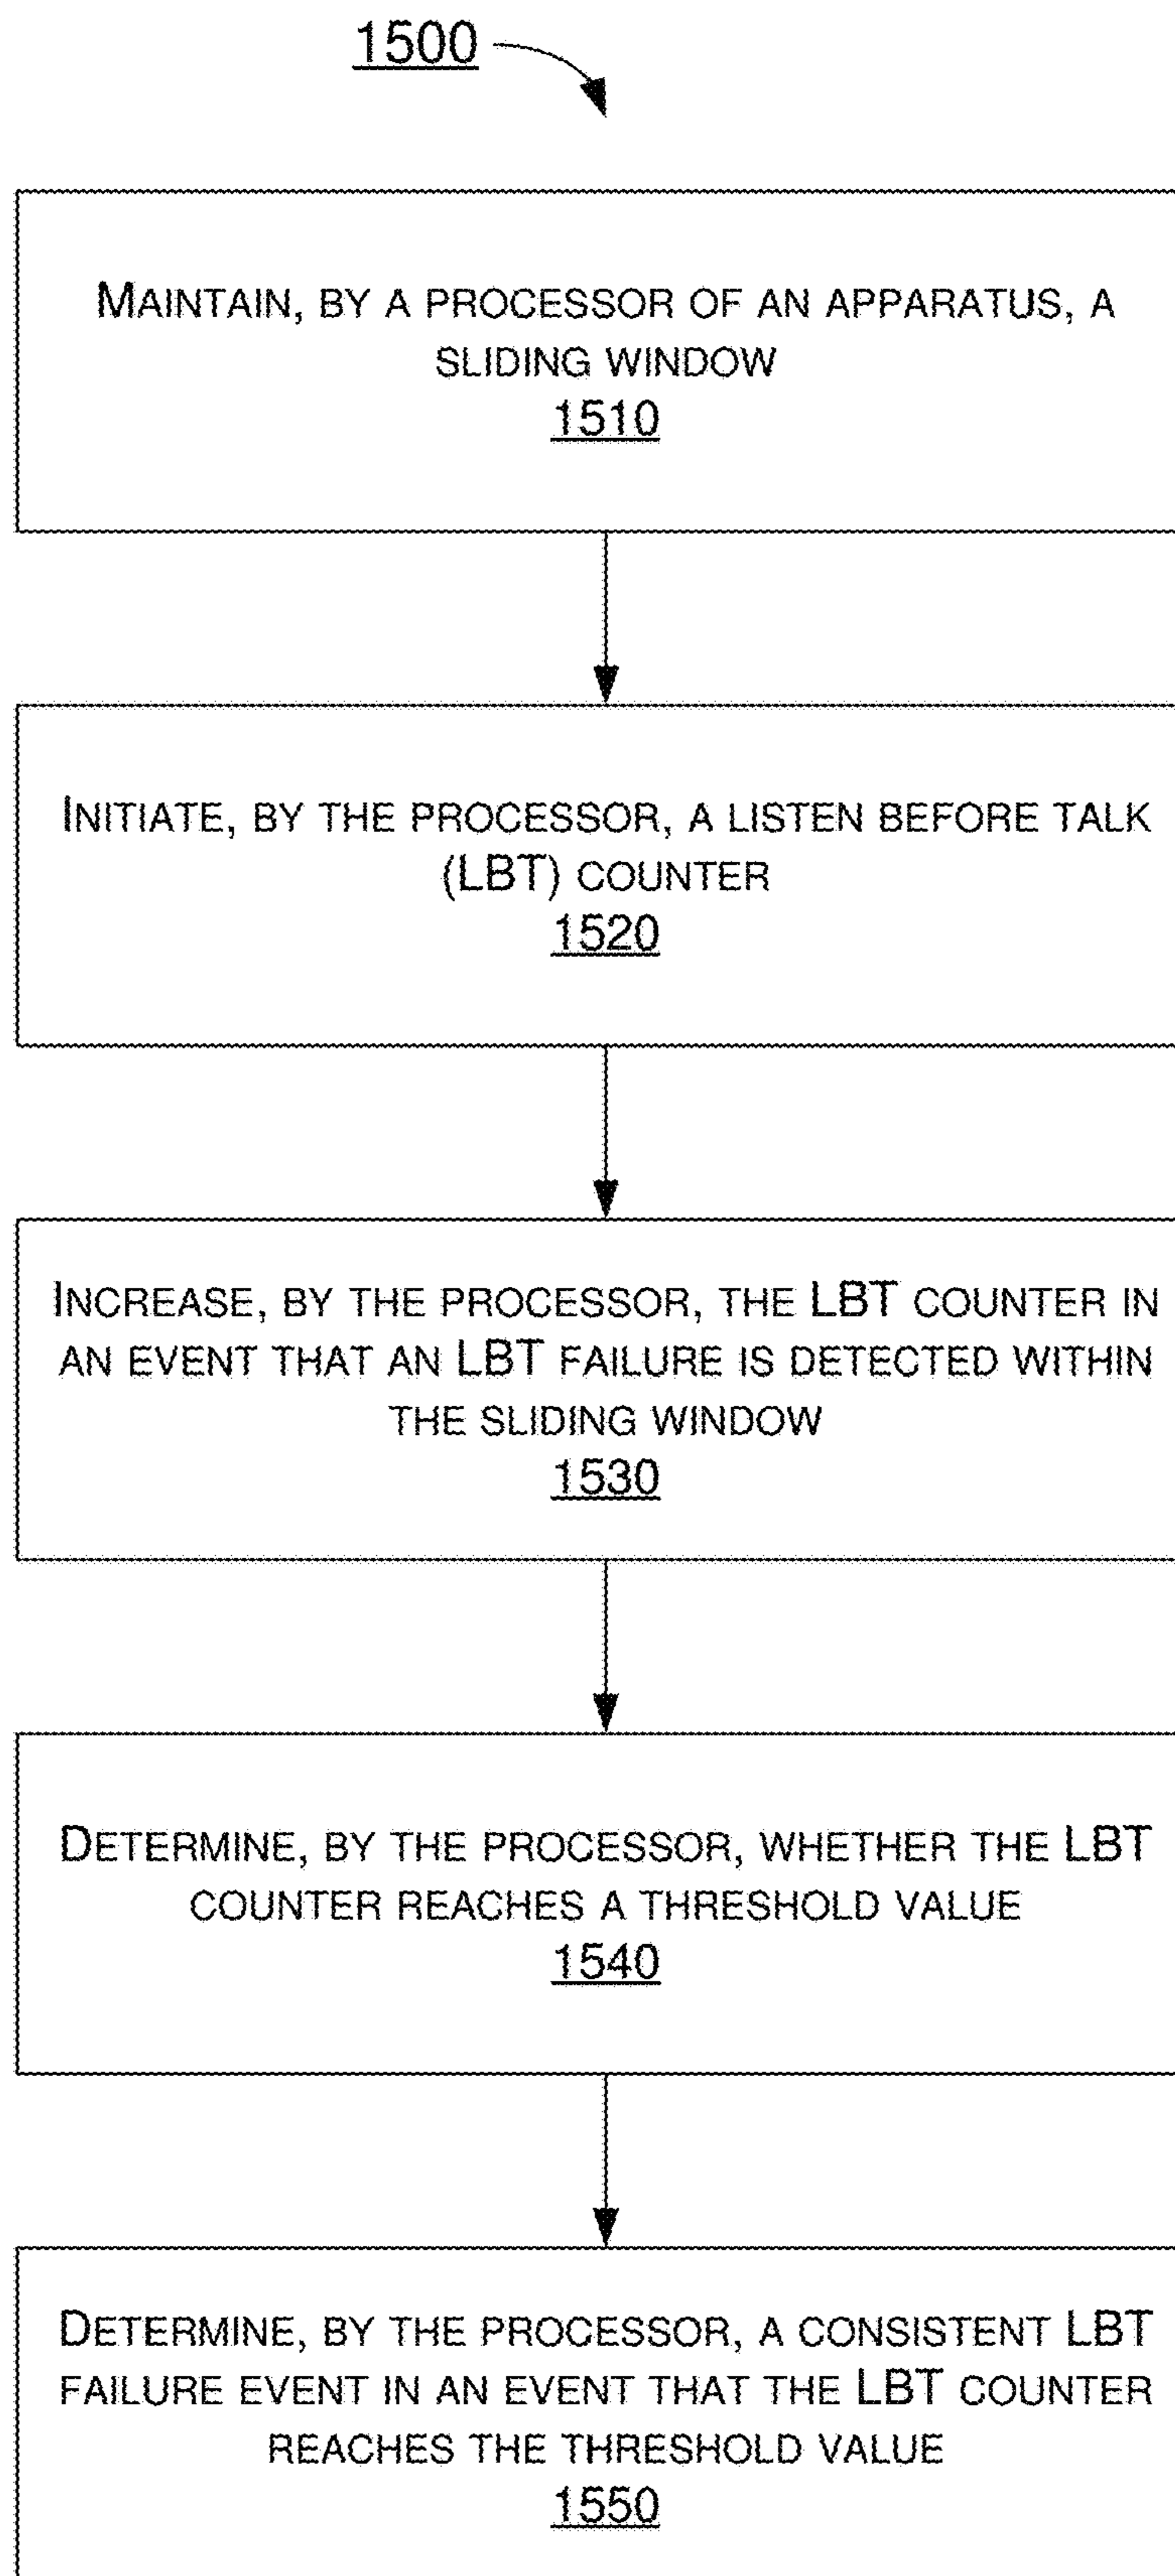 1500
MAINTAIN, BY A PROCESSOR OF AN APPARATUS, A
SLIDING WINDOW
1510
INITIATE, BY THE PROCESSOR, A LISTEN BEFORE TALK
(LBT) COUNTER
1520
INCREASE, BY THE PROCESSOR, THE LBT COUNTER IN
AN EVENT THAT AN LBT FAILURE IS DETECTED WITHIN
THE SLIDING WINDOW
1530
DETERMINE, BY THE PROCESSOR, WHETHER THE LBT
COUNTER REACHES A THRESHOLD VALUE
1540
DETERMINE, BY THE PROCESSOR, A CONSISTENT LBT
FAILURE EVENT IN AN EVENT THAT THE LBT COUNTER
REACHES THE THRESHOLD VALUE
1550